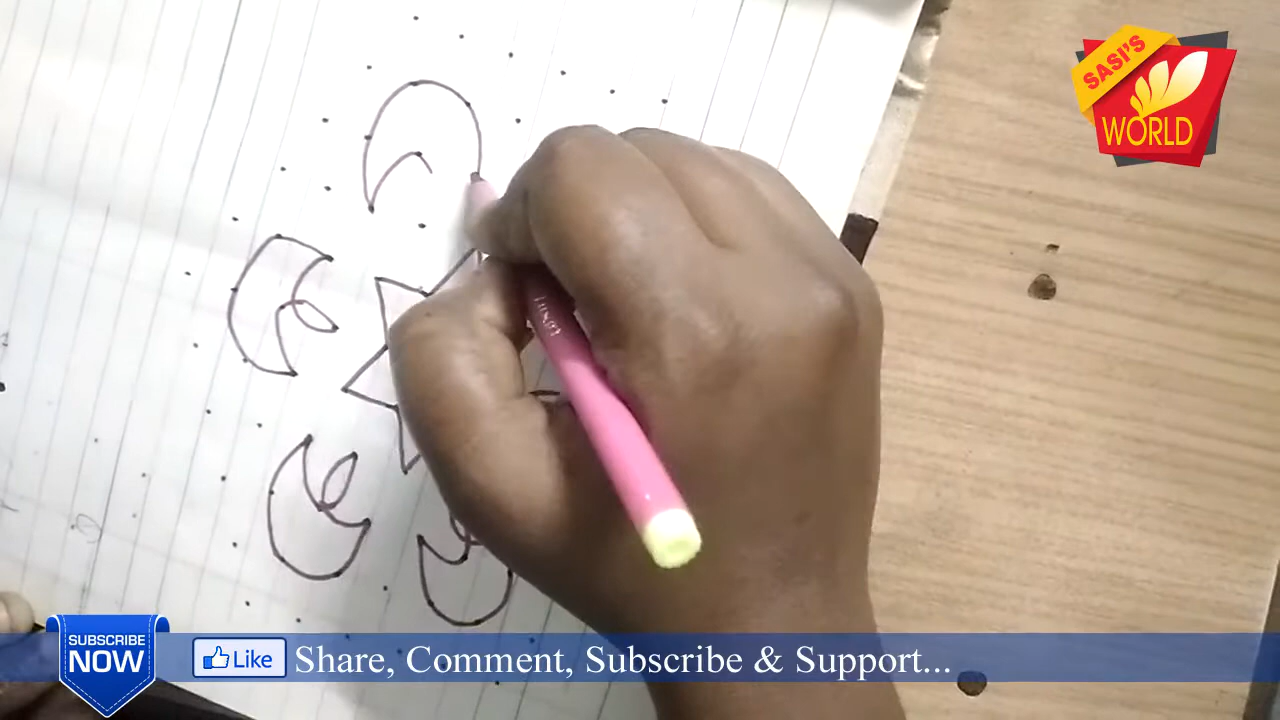 SASI'S
WORLD
SUBSCRIBE
NOW
Like
Share, Comment, Subscribe & Support...